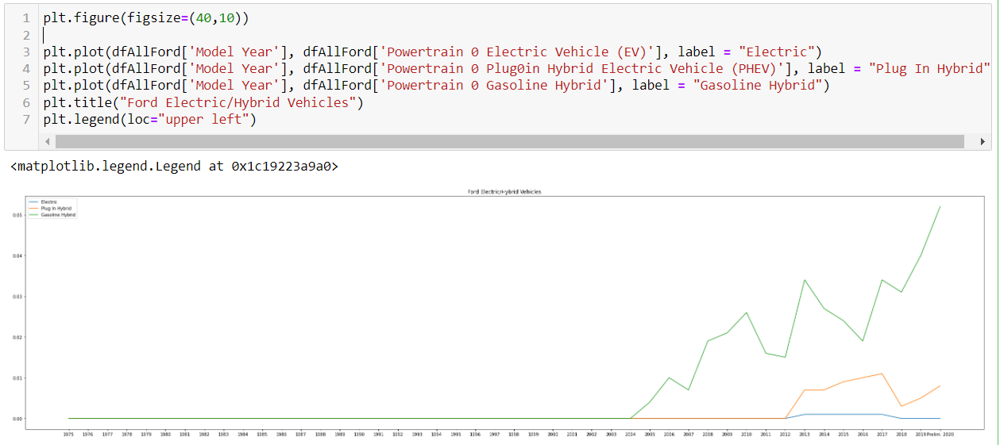 1 plt.figure(figsize=(40,10))
2
3 plt.plot(dfAllFord['Model Year'], dfAllFord['Powertrain 0 Electric Vehicle (EV)'], label = "Electric")
4 plt.plot(dfAllFord['Model Year'], dfAllFord['Powertrain 0 Plug0in Hybrid Electric Vehicle (PHEV)'], label = "Plug In Hybrid"
5 plt.plot(dfAllFord['Model Year'], dfAllFord['Powertrain 0 Gasoline Hybrid'], label = "Gasoline Hybrid")
6 plt.title("Ford Electric/Hybrid Vehicles")
7 plt.legend(loc="upper left")
<matplotlib.legend.Legend at 0x1c19223a9a0>
Ford Electric/Hybrid Vehicles
Electric
Plug In Hybrid
Gasoline Hybrid
0.05
0.04
0.03
0.02
0.01
0.00
1975 1976 1977 1978 1979 1980 1981 1982 1983 1984 1985 1986 1987 1988 1989 1990 1991 1992 1993 1994 1995 1996 1997 1998 1999 2000 2001 2002 2003 2004 2005 2006 2007 2008 2009 2010 2011 2012 2013 2014 2015 2016 2017 2018 2019 Prelim. 2020